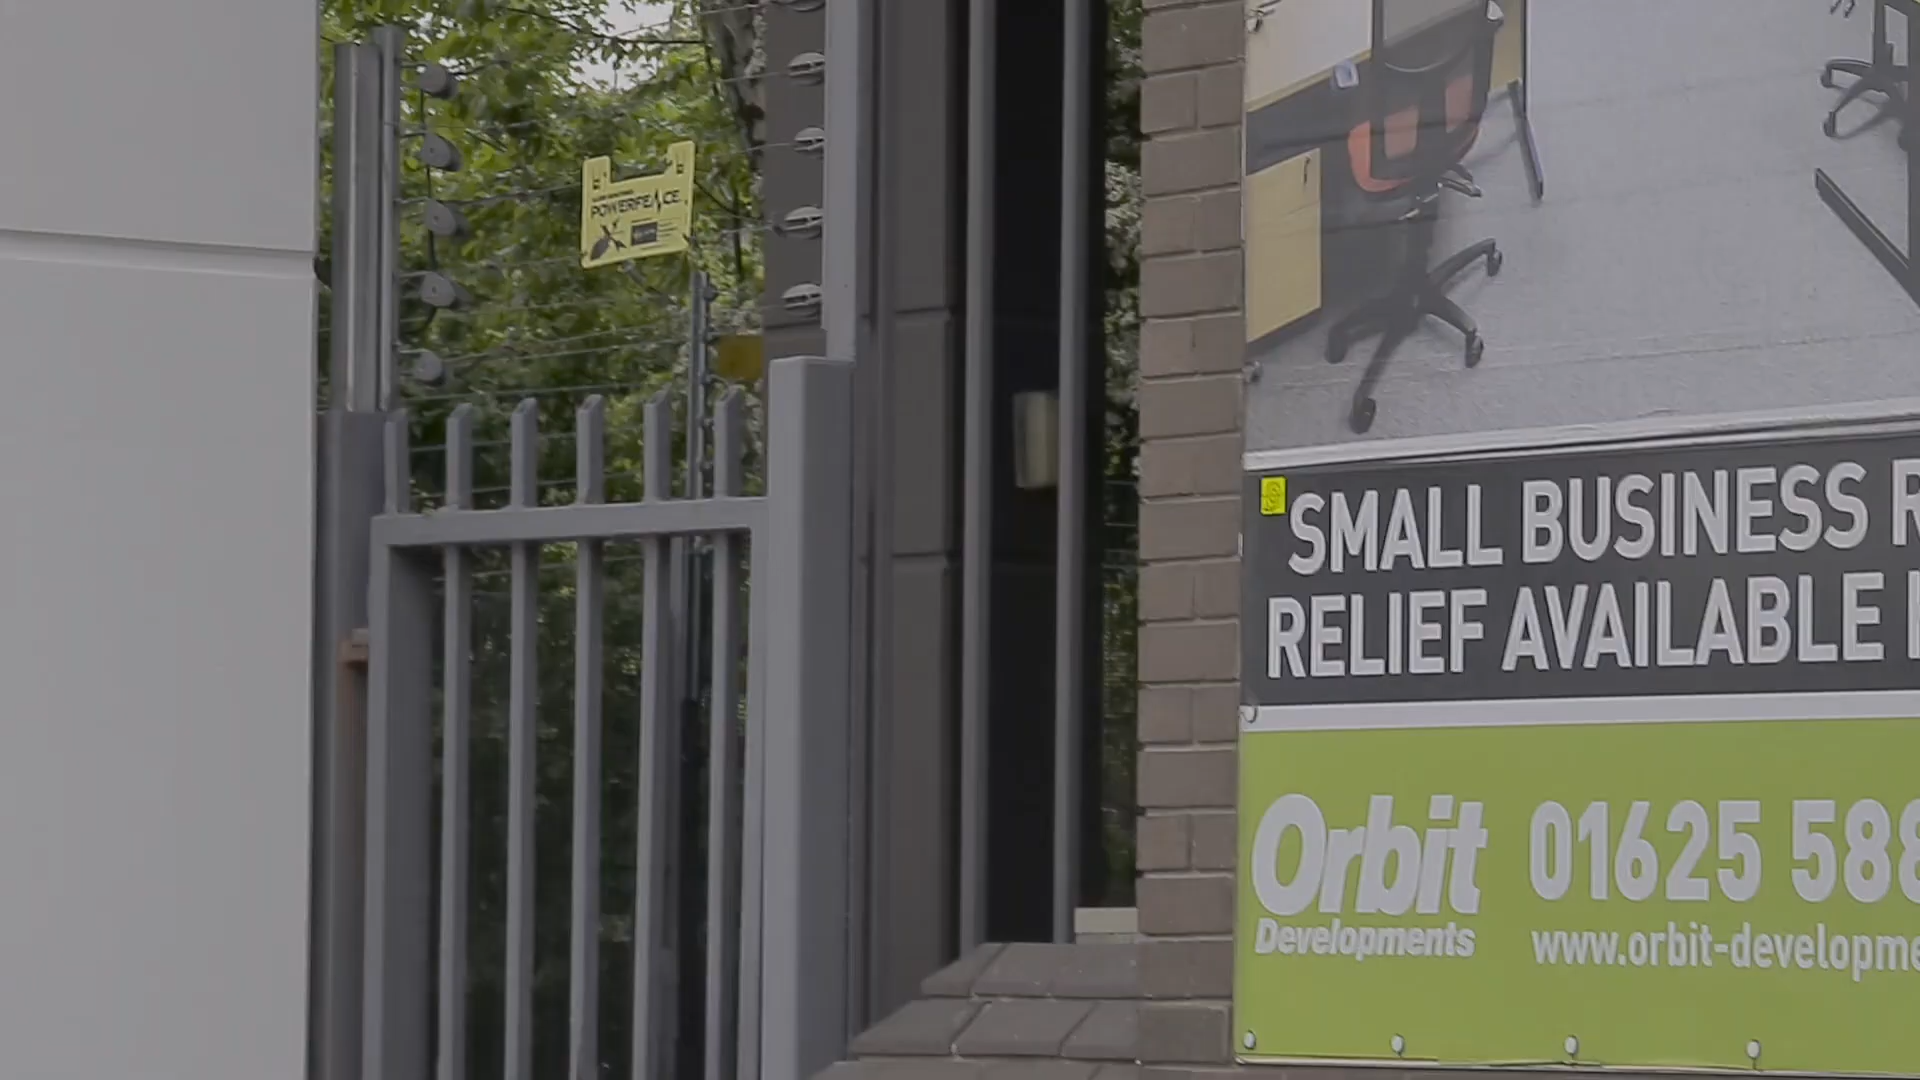 POWERFENCE
SMALL BUSINESS R
RELIEF AVAILABLE
Orbit
Developments
01625 588
www.orbit-developme